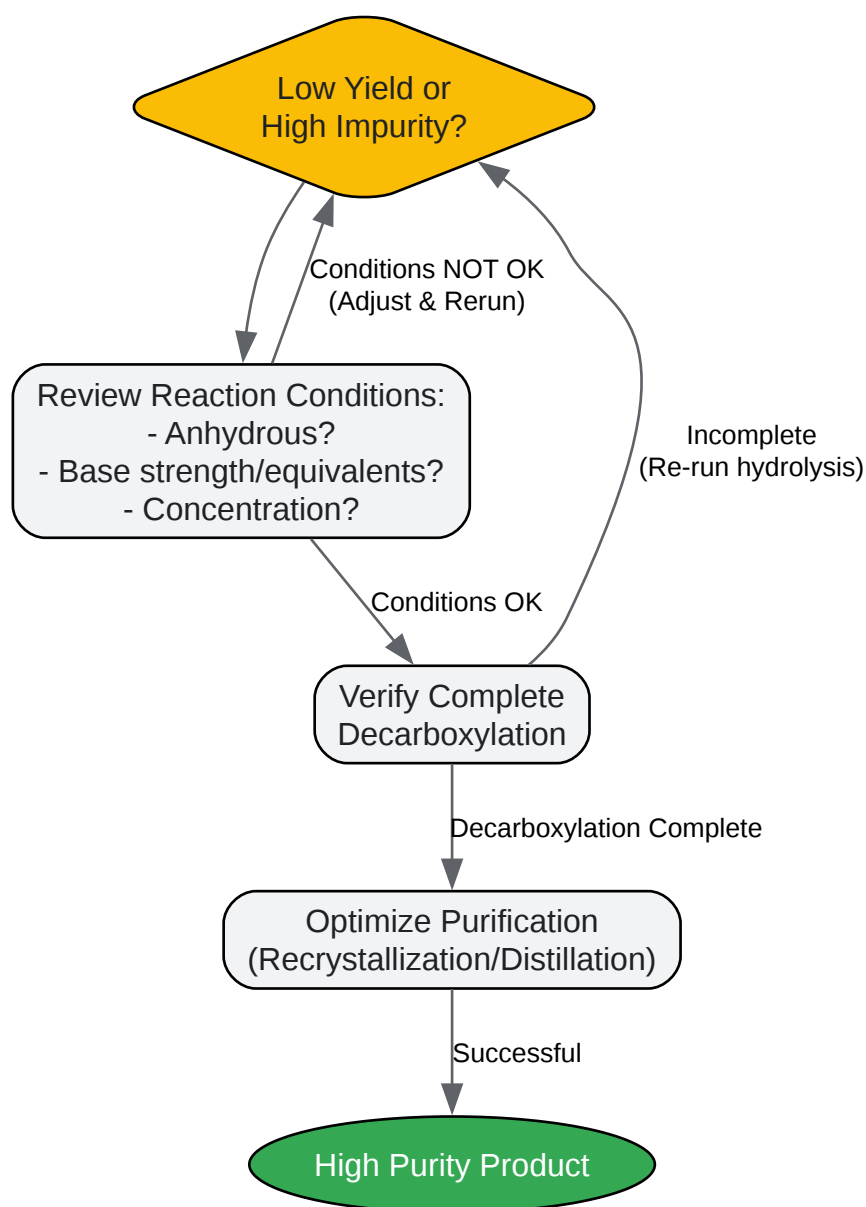 Low Yield or
High Impurity?
Conditions NOT OK
(Adjust & Rerun)
Review Reaction Conditions:
- Anhydrous?
- Base strength/equivalents?
- Concentration?
Incomplete
(Re-run hydrolysis)
Conditions OK
Verify Complete
Decarboxylation
Decarboxylation Complete
Optimize Purification
(Recrystallization/Distillation)
Successful
High Purity Product